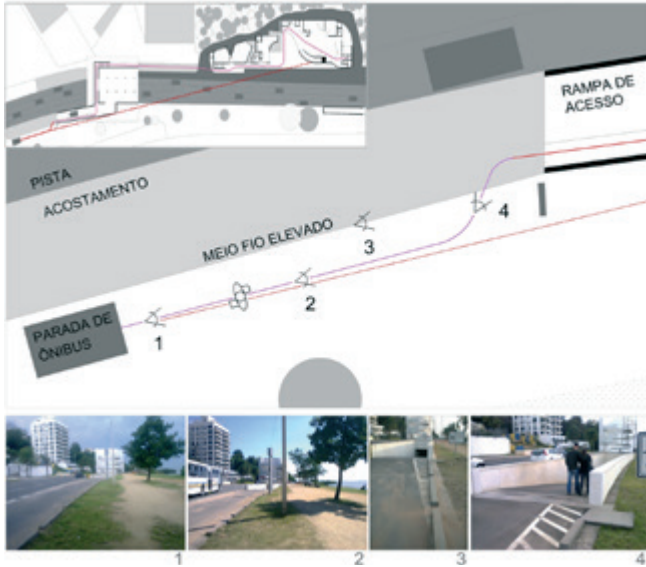 RAMPA DE
ACESSO
PISTA
ACOSTAMENTO
MEIO FIO ELEVADO
4
3
2
1
PARADA DE
ÔNIBUS
1
2
3
4